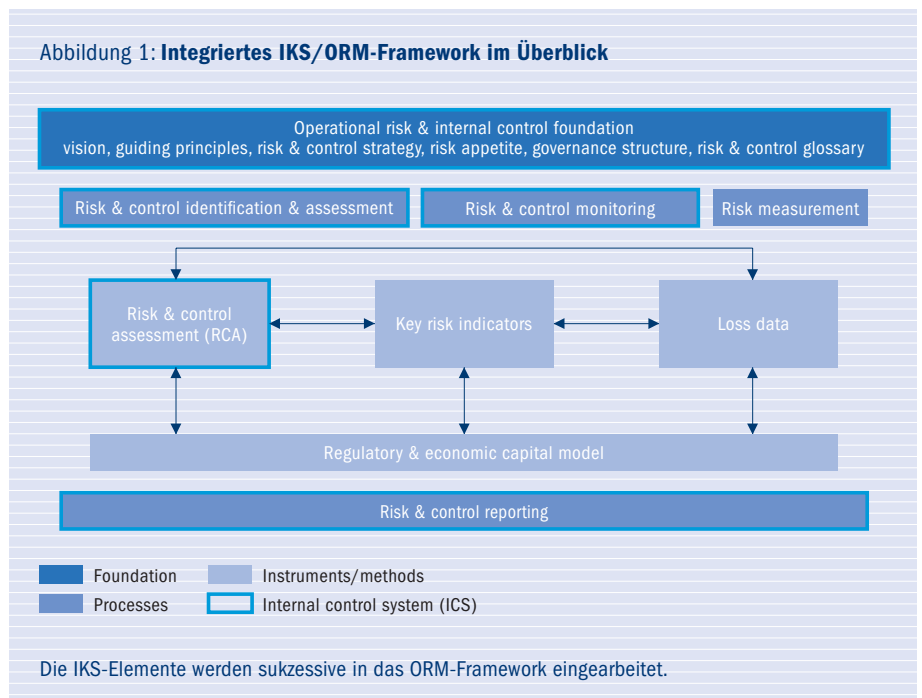 Abbildung 1: Integriertes IKS/ORM-Framework im Überblick
Operational risk & internal control foundation
vision, guiding principles, risk & control strategy, risk appetite, governance structure, risk & control glossary
Risk & control identification & assessment
Risk & control monitoring
Risk measurement
Risk & control
assessment (RCA)
Key risk indicators
Loss data
Regulatory & economic capital model
Risk & control reporting
Foundation
Instruments/methods
Processes
Internal control system (ICS)
Die IKS-Elemente werden sukzessive in das ORM-Framework eingearbeitet.